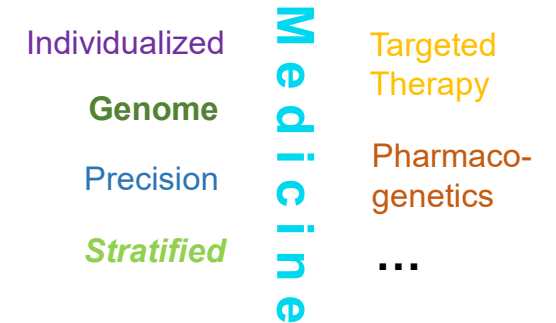 Individualized
Genome
Precision
Stratified
Medicine
Targeted
Therapy
Pharmaco-
genetics
...